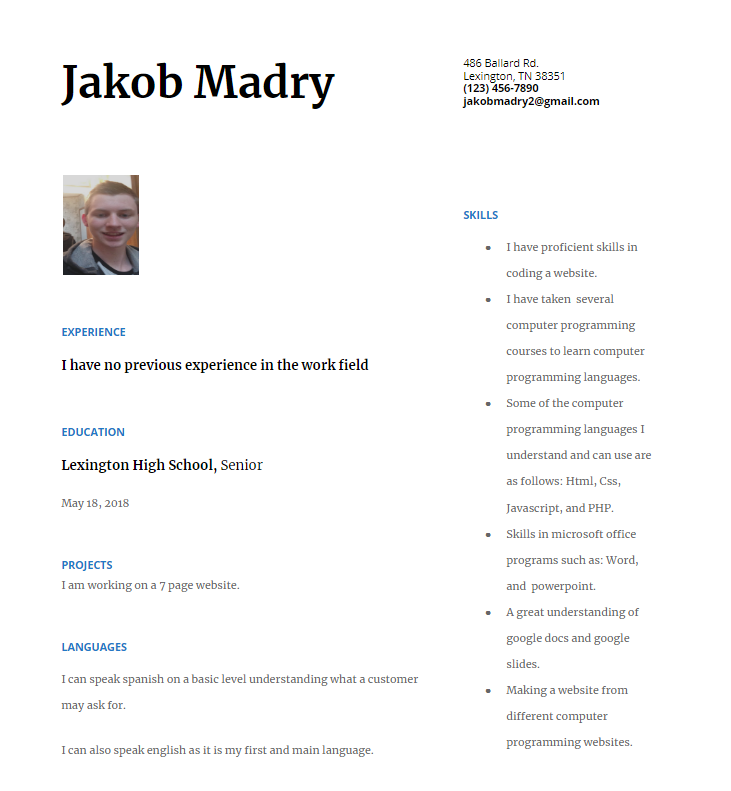 Jakob Madry
486 Ballard Rd.
Lexington, TN 38351
(123) 456-7890
jakobmadry2@gmail.com
EXPERIENCE
I have no previous experience in the work field
EDUCATION
Lexington High School, Senior
May 18, 2018
PROJECTS
I am working on a 7 page website.
LANGUAGES
I can speak spanish on a basic level understanding what a customer
may ask for.
I can also speak english as it is my first and main language.
SKILLS
● I have proficient skills in
coding a website.
● I have taken  several
computer programming
courses to learn computer
programming languages.
● Some of the computer
programming languages I
understand and can use are
as follows: Html, Css,
Javascript, and PHP.
● Skills in microsoft office
programs such as: Word,
and  powerpoint.
● A great understanding of
google docs and google
slides.
● Making a website from
different computer
programming websites.